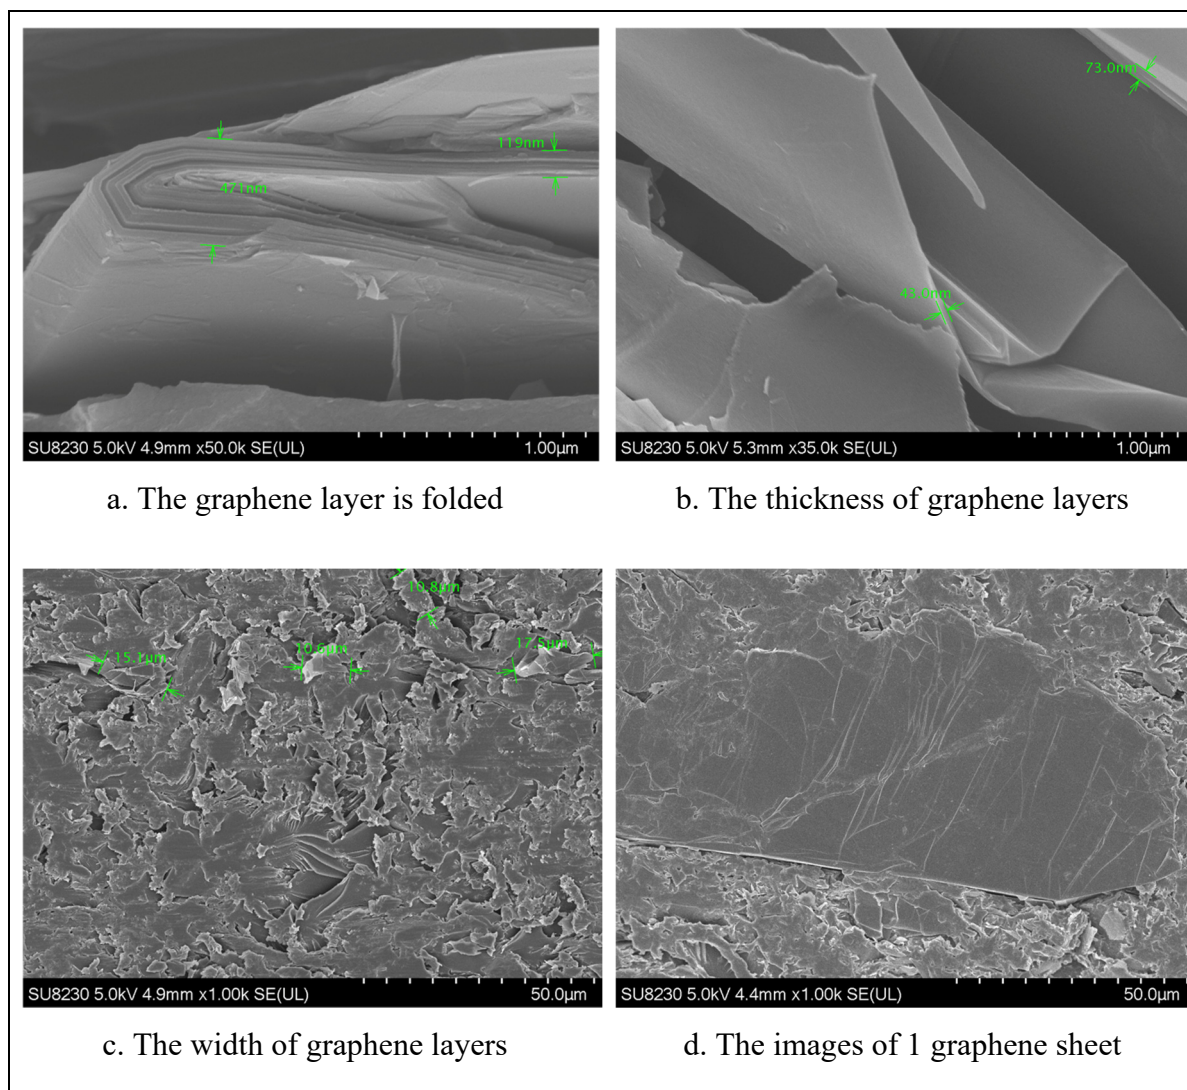 119nm
471nm
SU8230 5.0kV 4.9mm x50.0k SE(UL) 1.00μm
a. The graphene layer is folded
73.0nm
43.0nm
SU8230 5.0kV 5.3mm x35.0k SE(UL) 1.00μm
b. The thickness of graphene layers
10.8μm
15.1μm
10.6μm
17.5μm
SU8230 5.0kV 4.9mm x1.00k SE(UL) 50.0μm
c. The width of graphene layers
SU8230 5.0kV 4.4mm x1.00k SE(UL) 50.0μm
d. The images of 1 graphene sheet